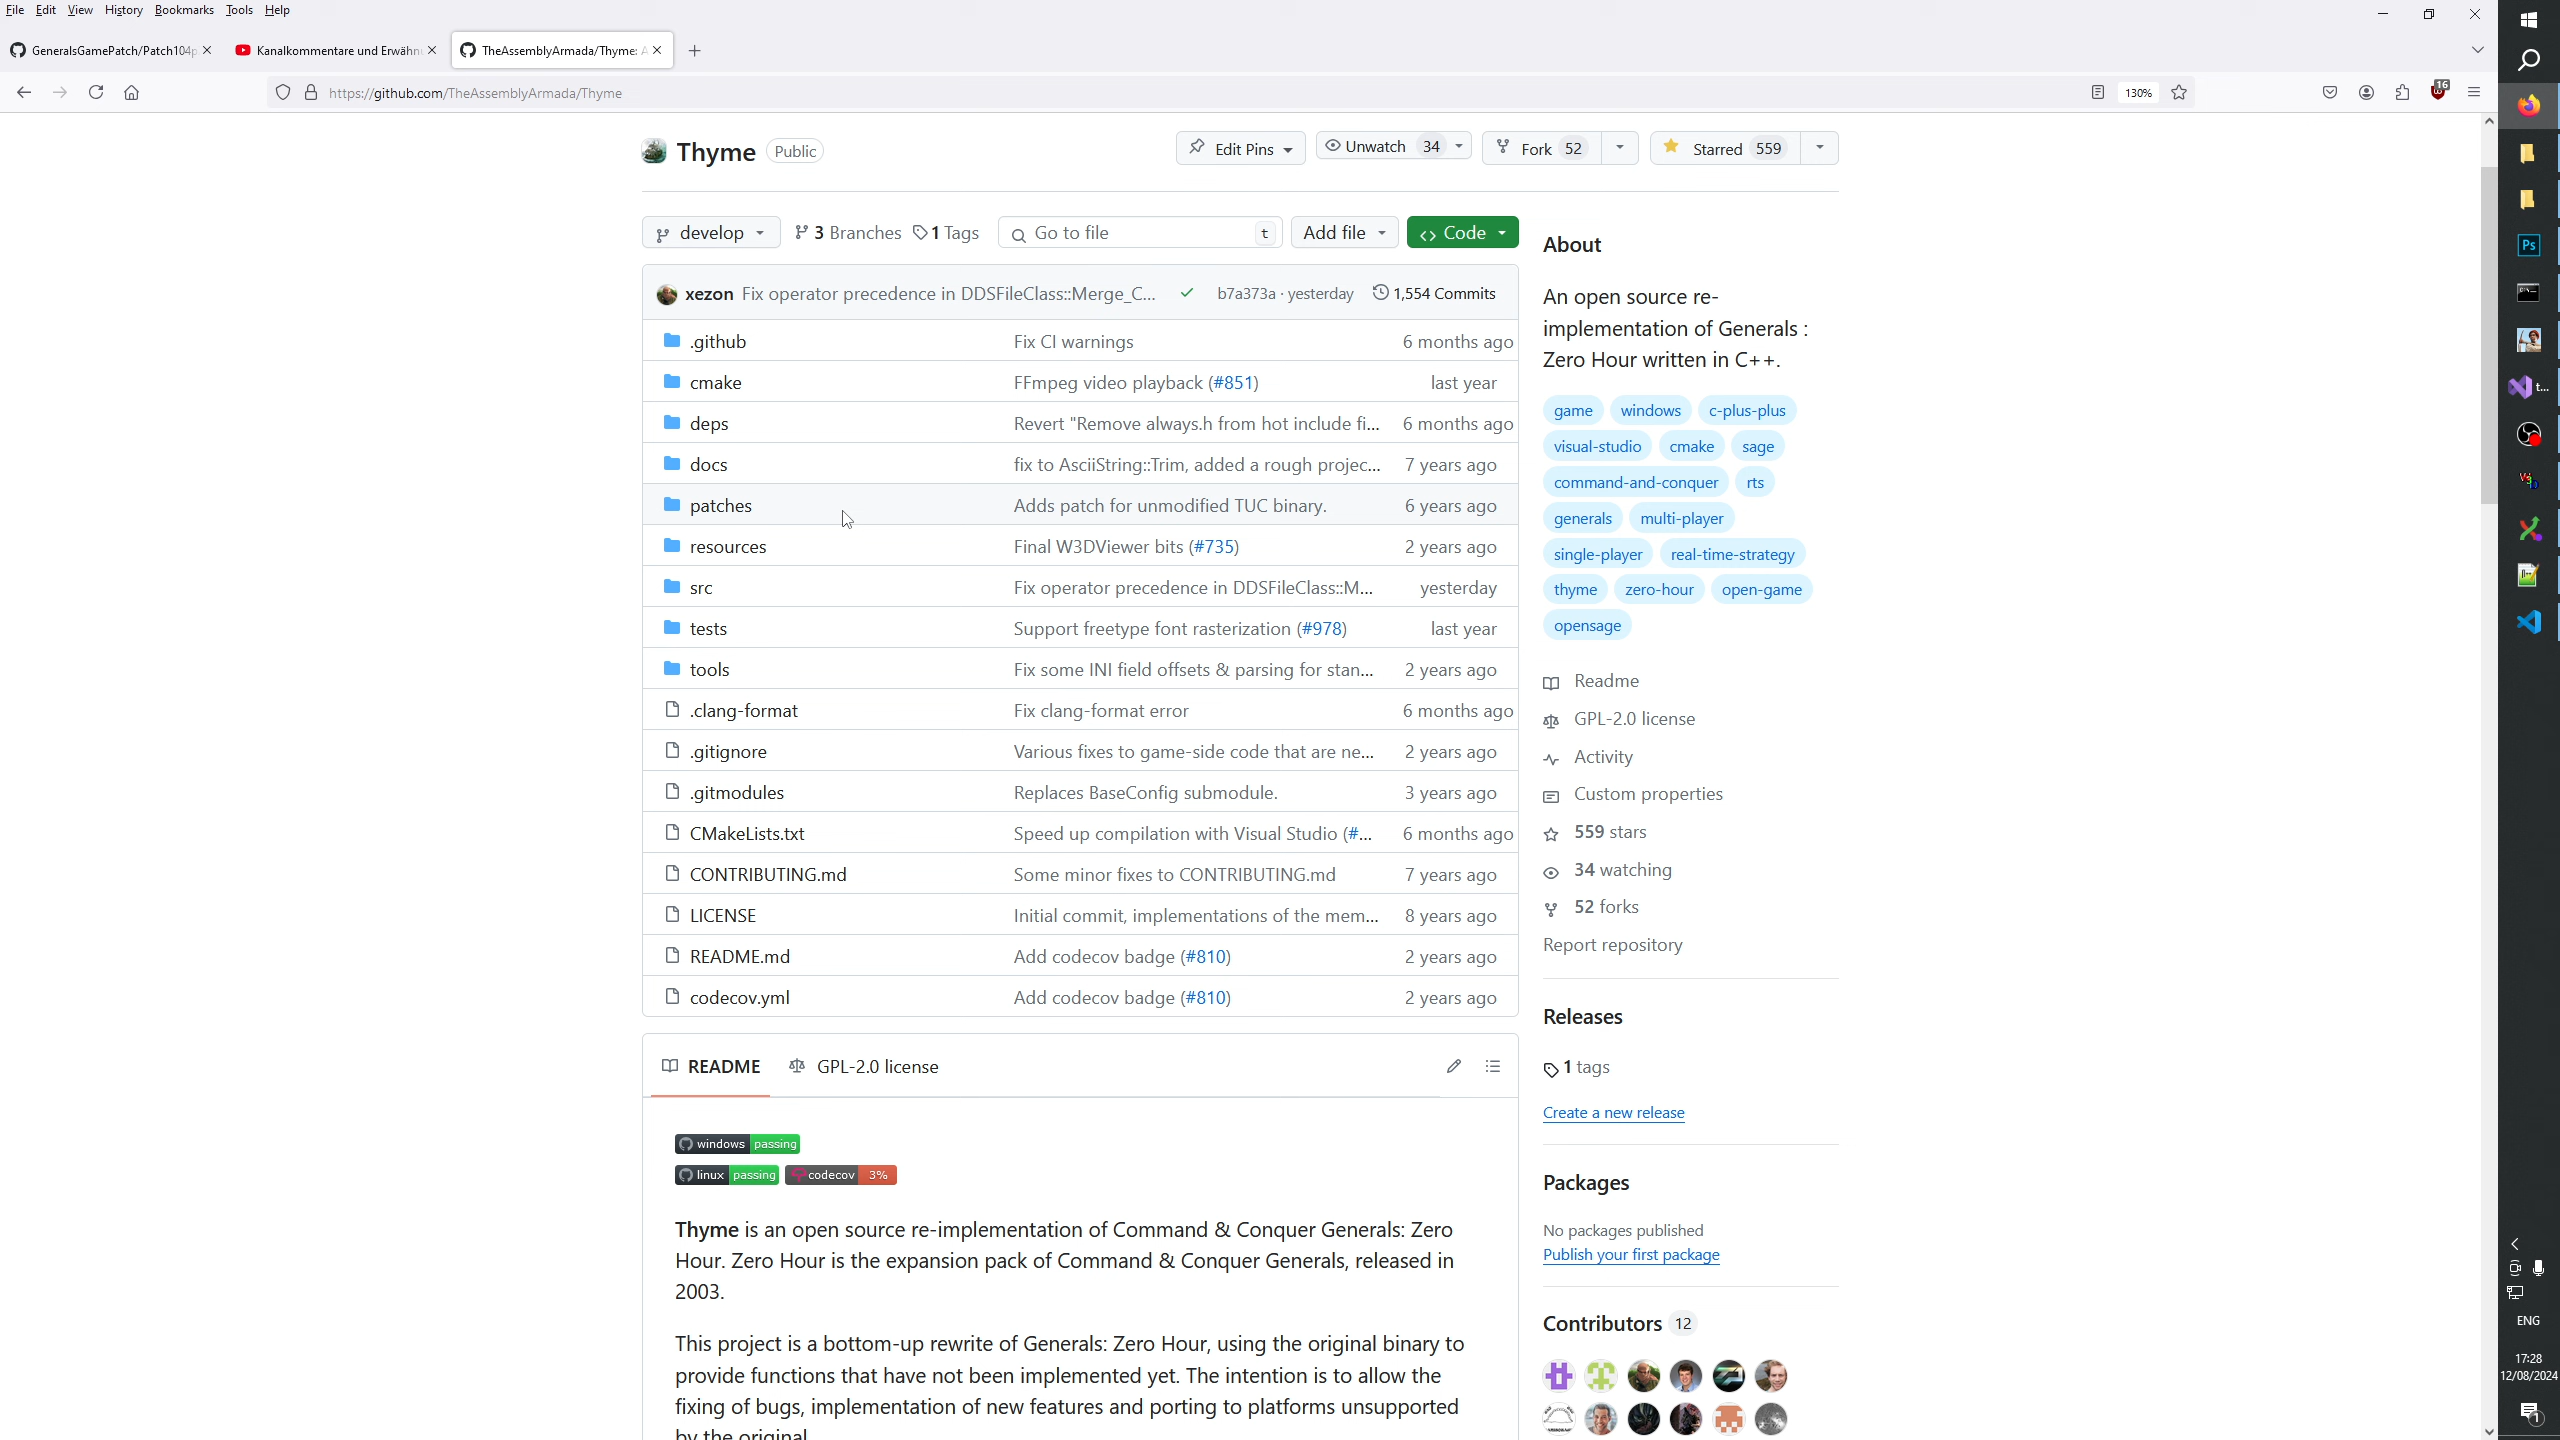 File Edit View History Bookmarks Tools Help
GeneralsGamePatch/Patch104p
Kanalkommentare und Erwähn
TheAssemblyArmada/Thyme: A
https://github.com/TheAssemblyArmada/Thyme
130%
16
Thyme Public
Edit Pins
Unwatch 34
Fork 52
Starred 559
develop
3 Branches
1 Tags
Go to file t
Add file
Code
xezon Fix operator precedence in DDSFileClass::Merge_C... b7a373a · yesterday 1,554 Commits
.github Fix CI warnings 6 months ago
cmake FFmpeg video playback (#851) last year
deps Revert "Remove always.h from hot include fi... 6 months ago
docs fix to AsciiString::Trim, added a rough projec... 7 years ago
patches Adds patch for unmodified TUC binary. 6 years ago
resources Final W3DViewer bits (#735) 2 years ago
src Fix operator precedence in DDSFileClass::M... yesterday
tests Support freetype font rasterization (#978) last year
tools Fix some INI field offsets & parsing for stan... 2 years ago
.clang-format Fix clang-format error 6 months ago
.gitignore Various fixes to game-side code that are ne... 2 years ago
.gitmodules Replaces BaseConfig submodule. 3 years ago
CMakeLists.txt Speed up compilation with Visual Studio (#... 6 months ago
CONTRIBUTING.md Some minor fixes to CONTRIBUTING.md 7 years ago
LICENSE Initial commit, implementations of the mem... 8 years ago
README.md Add codecov badge (#810) 2 years ago
codecov.yml Add codecov badge (#810) 2 years ago
README GPL-2.0 license
windows passing
linux passing codecov 3%
Thyme is an open source re-implementation of Command & Conquer Generals: Zero
Hour. Zero Hour is the expansion pack of Command & Conquer Generals, released in
2003.
This project is a bottom-up rewrite of Generals: Zero Hour, using the original binary to
provide functions that have not been implemented yet. The intention is to allow the
fixing of bugs, implementation of new features and porting to platforms unsupported
by the original.
About
An open source re-
implementation of Generals :
Zero Hour written in C++.
game windows c-plus-plus
visual-studio cmake sage
command-and-conquer rts
generals multi-player
single-player real-time-strategy
thyme zero-hour open-game
opensage
Readme
GPL-2.0 license
Activity
Custom properties
559 stars
34 watching
52 forks
Report repository
Releases
1 tags
Create a new release
Packages
No packages published
Publish your first package
Contributors 12
Ps
t...
ENG
17:28
12/08/2024
1